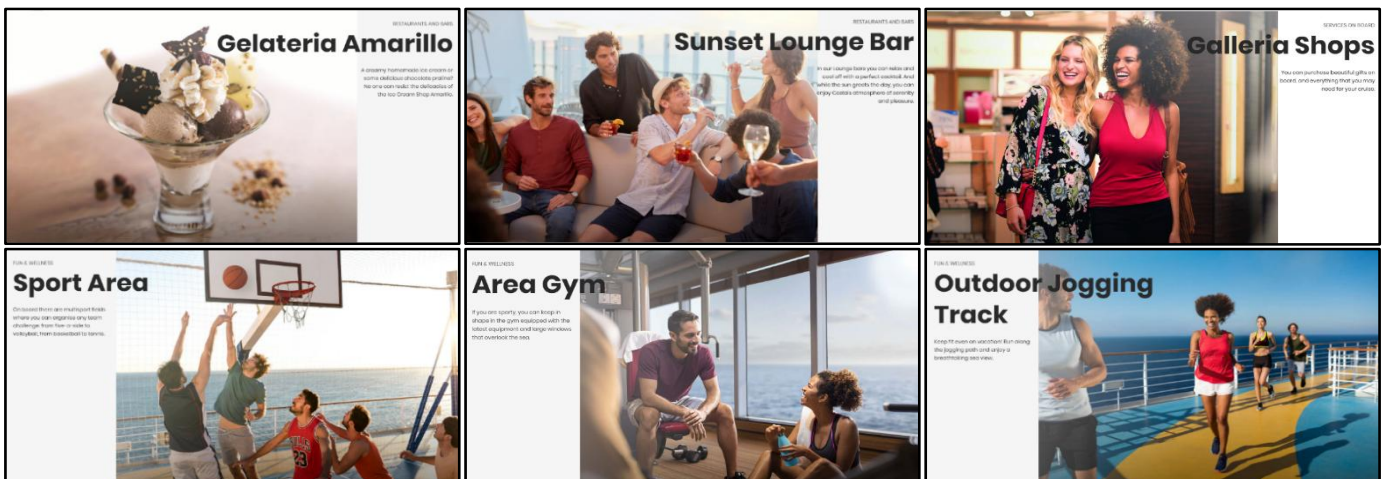 RESTAURANTS AND BARS
Gelateria Amarillo
A creamy homemade ice cream or
some delicious chocolate praline?
No one can resist the delicacies of
the Ice Cream Shop Amarillo.
RESTAURANTS AND BARS
Sunset Lounge Bar
In our Lounge Bars you can relax and
cool off with a perfect cocktail. And
while the sun greets the day, you can
enjoy Costa's atmosphere of serenity
and pleasure.
SERVICES ON BOARD
Galleria Shops
You can purchase beautiful gifts on
board, and everything that you may
need for your cruise.
FUN & WELLNESS
Sport Area
On board there are multisport fields
where you can organise any team
challenge: from five-a-side to
volleyball, from basketball to tennis.
BULLS
23
FUN & WELLNESS
Area Gym
If you are sporty, you can keep in
shape in the gym equipped with the
latest equipment and large windows
that overlook the sea.
FUN & WELLNESS
Outdoor Jogging
Track
Keep fit even on vacation! Run along
the jogging path and enjoy a
breathtaking sea view.